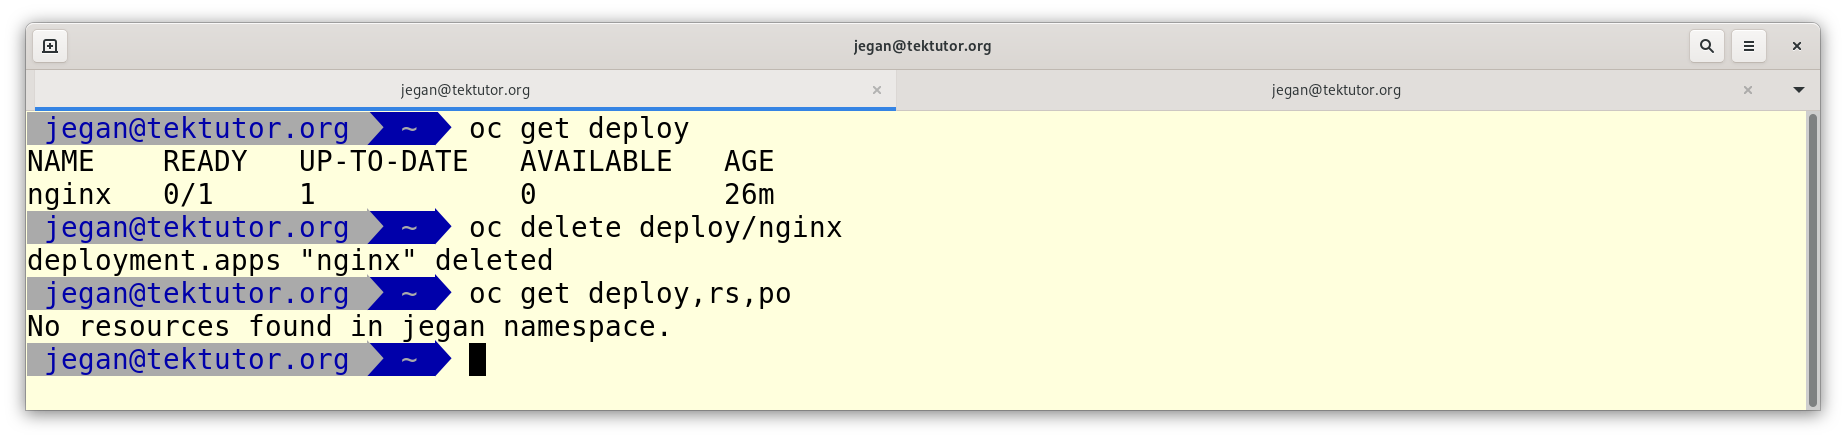 jegan@tektutor.org
jegan@tektutor.org × jegan@tektutor.org ×
jegan@tektutor.org ~ oc get deploy
NAME READY UP-TO-DATE AVAILABLE AGE
nginx 0/1 1 0 26m
jegan@tektutor.org ~ oc delete deploy/nginx
deployment.apps "nginx" deleted
jegan@tektutor.org ~ oc get deploy,rs,po
No resources found in jegan namespace.
jegan@tektutor.org ~